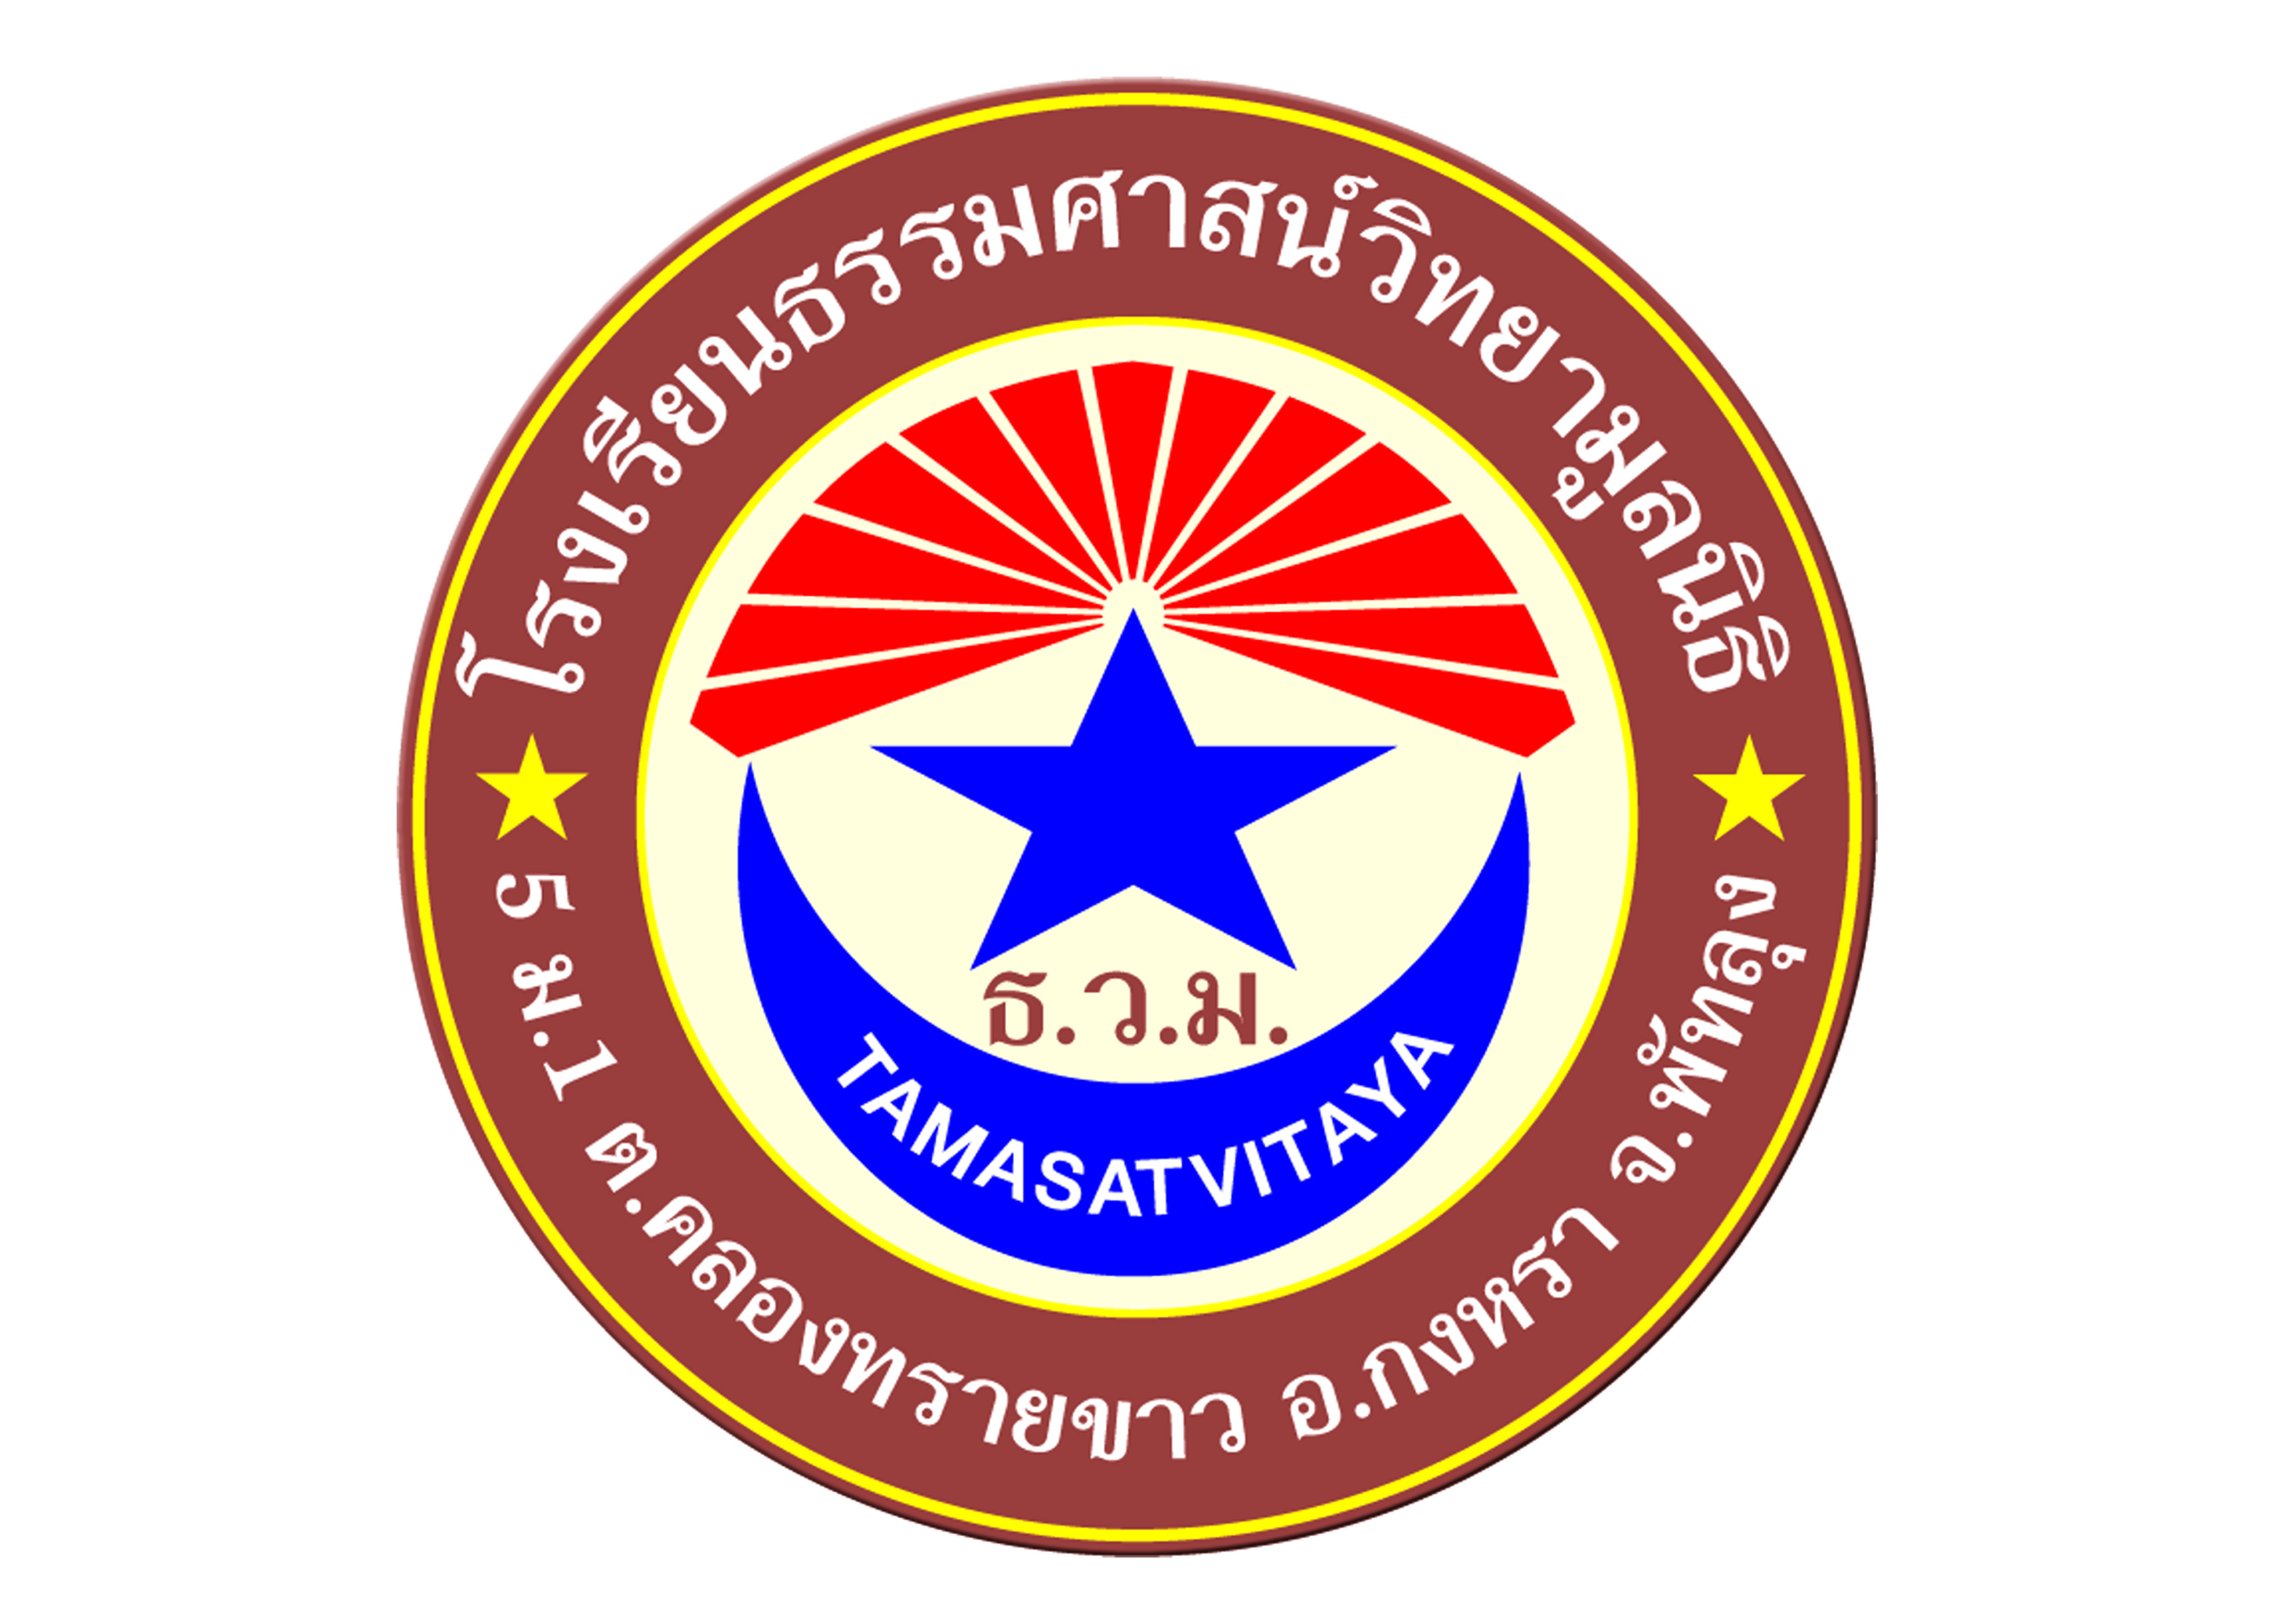 โรงเรียนธรรมศาสน์วิทยามูลนิธิ
ธ.ว.ม.
TAMASATVITAYA
5 ม.1 ต.คลองทรายขาว อ.กงหรา จ.พัทลุง